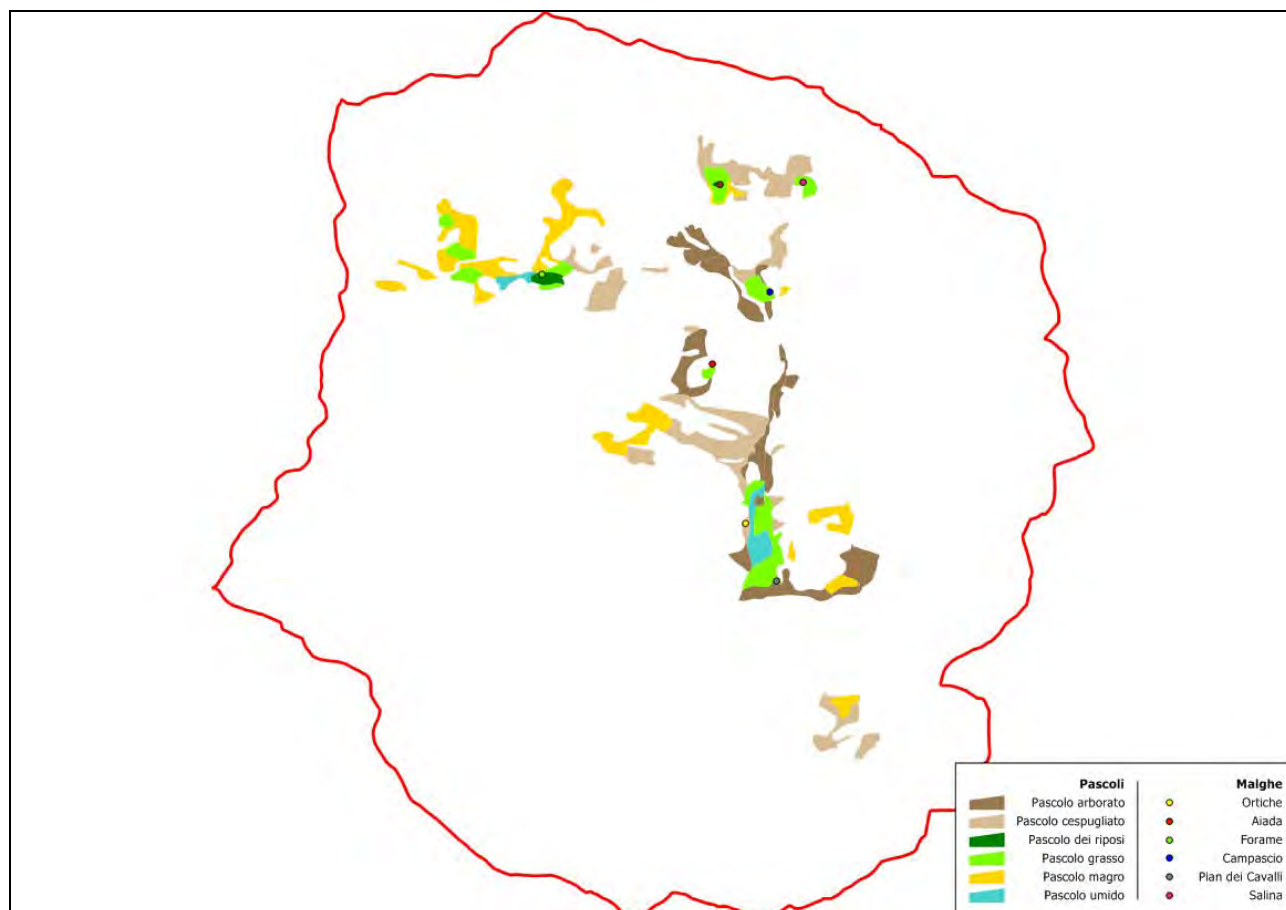 Pascoli Malghe
Pascolo arborato Ortiche
Pascolo cespugliato Aiada
Pascolo dei riposi Forame
Pascolo grasso Campascio
Pascolo magro Pian dei Cavalli
Pascolo umido Salina